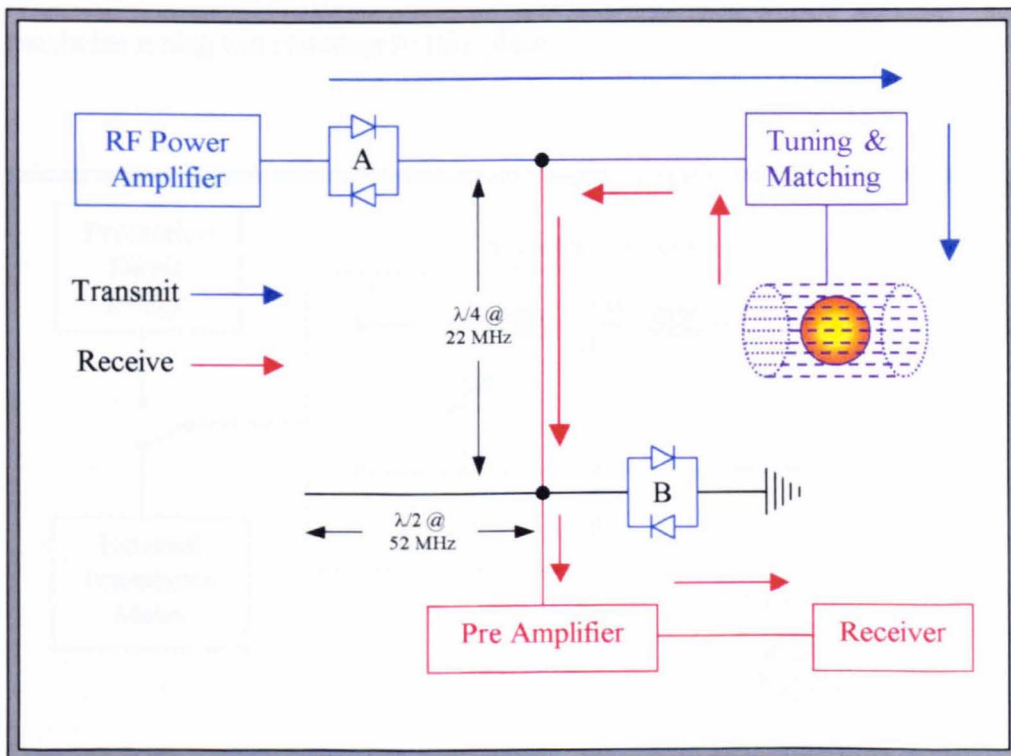 RF Power
Amplifier
A
Tuning &
Matching
Transmit
Receive
λ/4 @
22 MHz
B
λ/2 @
52 MHz
Pre Amplifier
Receiver